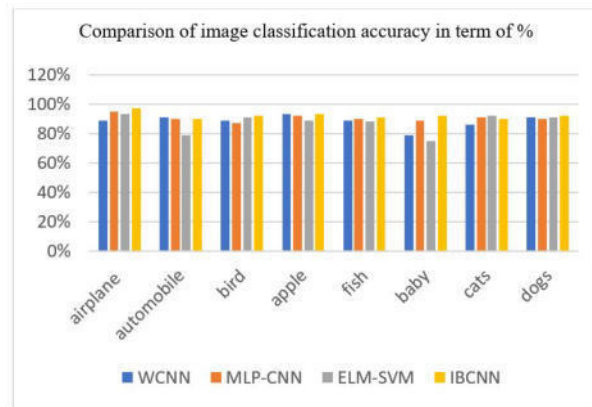 Comparison of image classification accuracy in term of %
120%
100%
80%
60%
40%
20%
0%
airplane automobile bird apple fish baby cats dogs
WCNN MLP-CNN ELM-SVM IBCNN